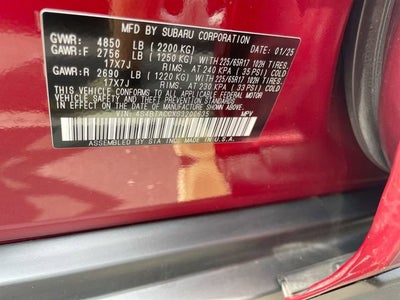 MFD BY SUBARU CORPORATION 01/25
GVWR: 4850 LB (2200 KG)
GAWR:F 2756 LB (1250 KG) WITH 225/65R17 102H TIRES,
17X7J RIMS, AT 240 KPA (35 PSI) COLD
GAWR:R 2690 LB (1220 KG) WITH 225/65R17 102H TIRES,
17X7J RIMS, AT 230 KPA (33 PSI) COLD
THIS VEHICLE CONFORMS TO ALL APPLICABLE FEDERAL MOTOR
VEHICLE SAFETY BUMPER, AND THEFT PREVENTION STANDARDS
IN EFFECT ON THE DATE OF MANUFACTURE SHOWN ABOVE.
VIN: MPV
ASSEMBLED BY SIA INC. MADE IN U.S.A.